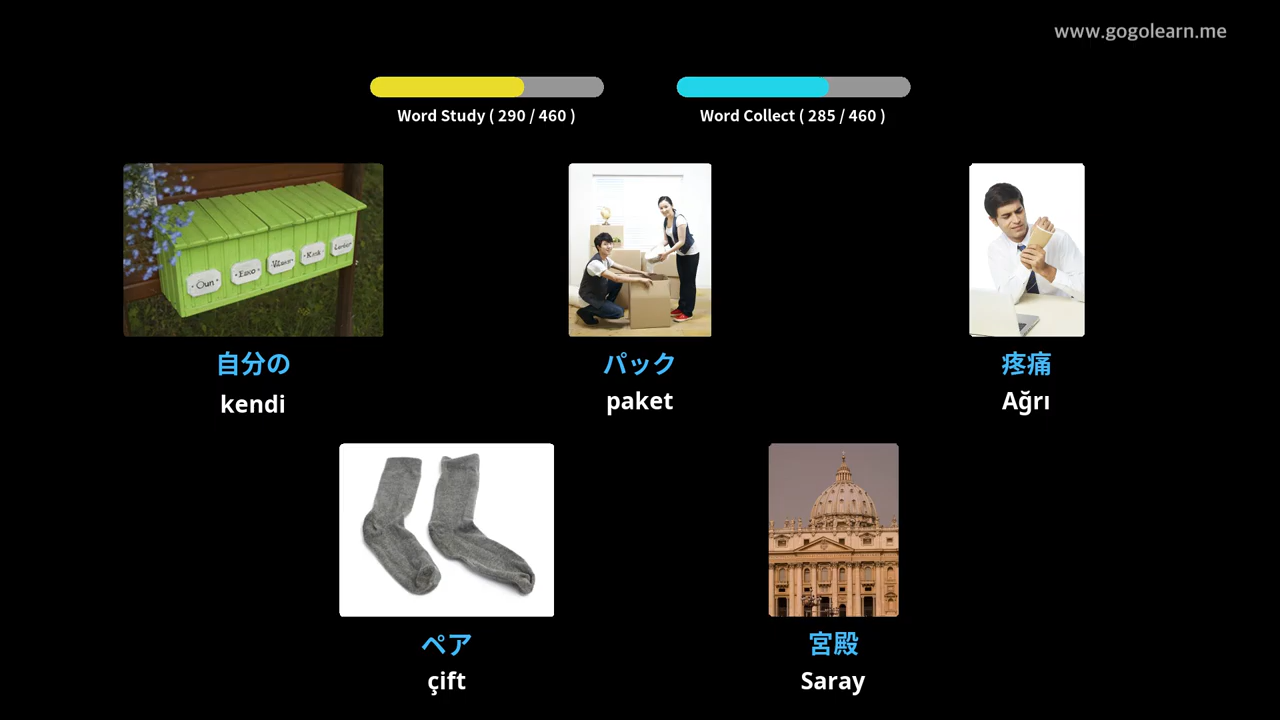 www.gogolearn.me
Word Study ( 290 / 460 )
Word Collect ( 285 / 460 )
Oun
自分の
kendi
パック
paket
疼痛
Ağrı
ペア
çift
宮殿
Saray